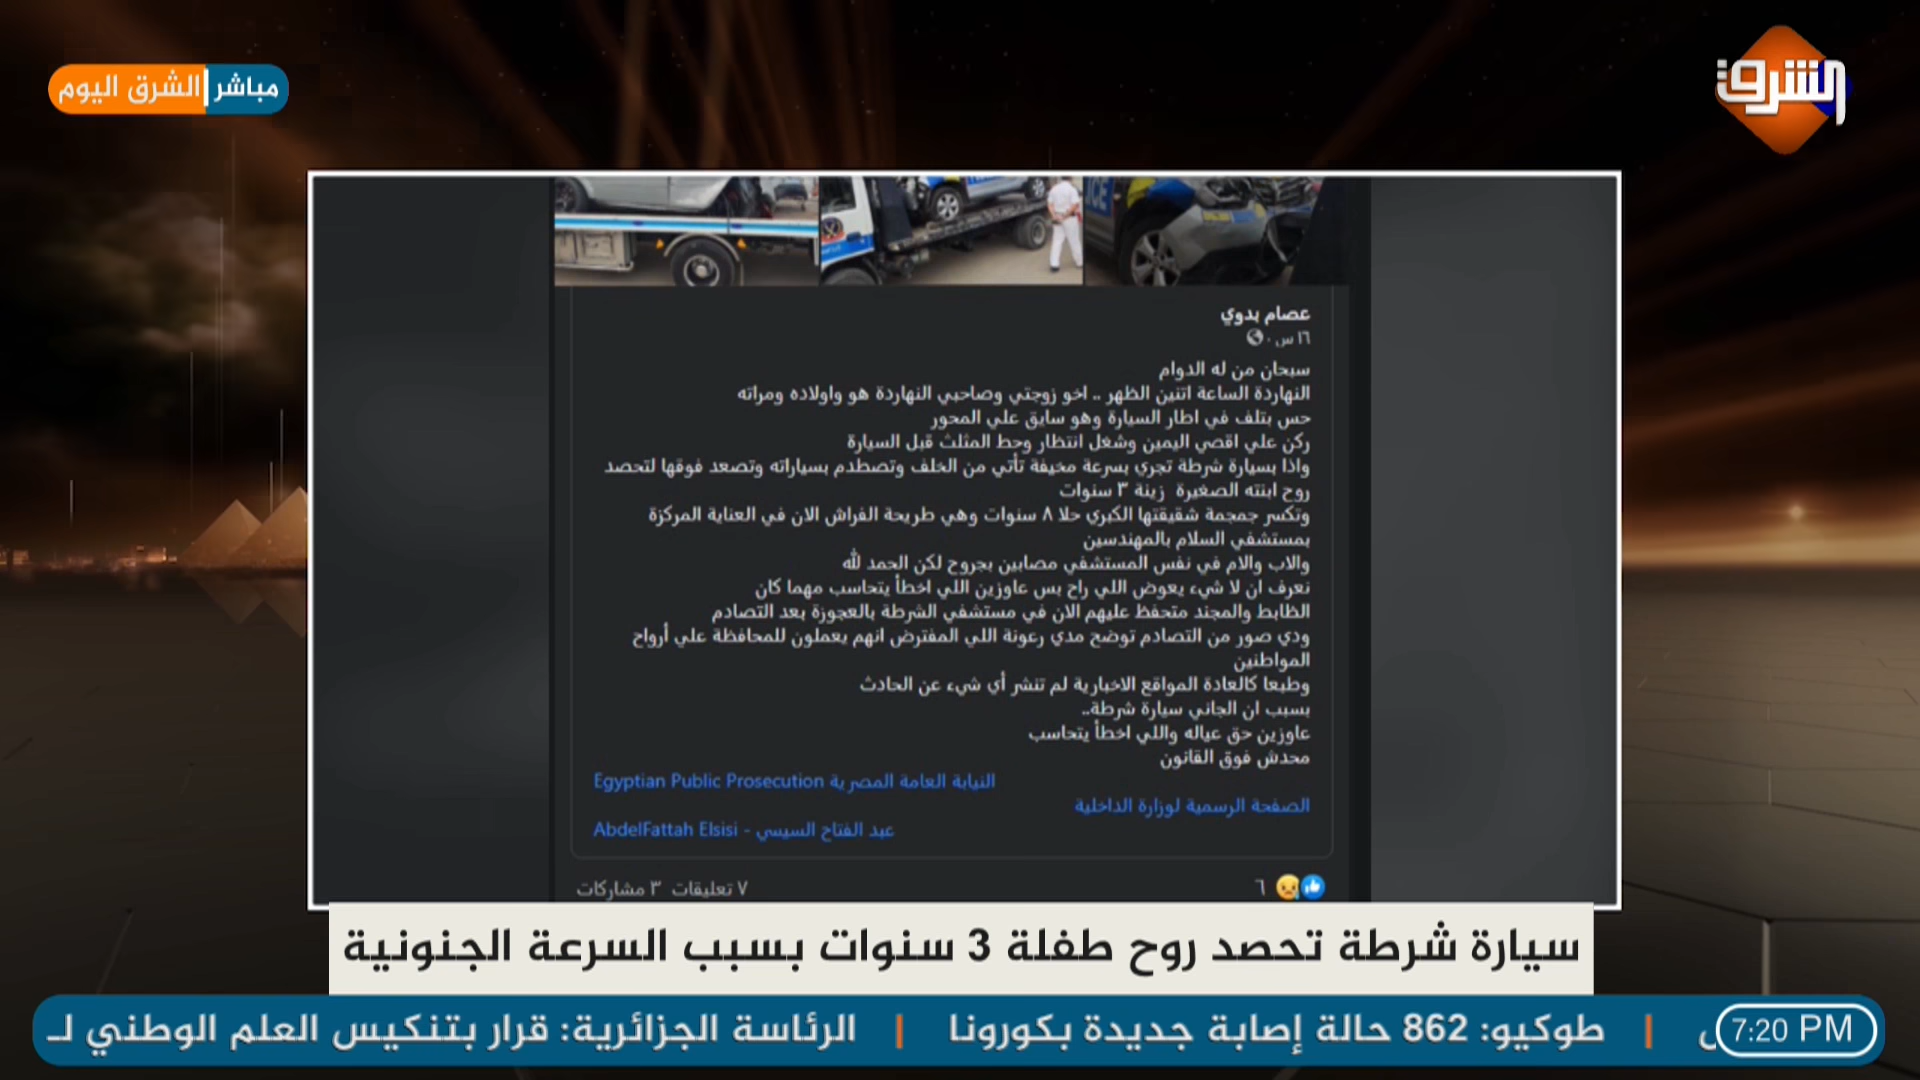 مباشر الشرق اليوم
الشرق
عصام بدوي
١٦ س ·
سبحان من له الدوام
النهاردة الساعة اتنين الظهر .. اخو زوجتي وصاحبي النهاردة هو واولاده ومراته
حس بتلف في اطار السيارة وهو سايق علي المحور
ركن علي اقصي اليمين وشغل انتظار وحط المثلث قبل السيارة
واذا بسيارة شرطة تجري بسرعة مخيفة تأتي من الخلف وتصطدم بسياراته وتصعد فوقها لتحصد
روح ابنته الصغيرة زينة ٣ سنوات
وتكسر جمجمة شقيقتها الكبري حلا ٨ سنوات وهي طريحة الفراش الان في العناية المركزة
بمستشفي السلام بالمهندسين
والاب والام في نفس المستشفي مصابين بجروح لكن الحمد لله
نعرف ان لا شيء يعوض اللي راح بس عاوزين اللي اخطأ يتحاسب مهما كان
الظابط والمجند متحفظ عليهم الان في مستشفي الشرطة بالعجوزة بعد التصادم
ودي صور من التصادم توضح مدي رعونة اللي المفترض انهم يعملون للمحافظة علي أرواح
المواطنين
وطبعا كالعادة المواقع الاخبارية لم تنشر أي شيء عن الحادث
بسبب ان الجاني سيارة شرطة..
عاوزين حق عياله واللي اخطأ يتحاسب
محدش فوق القانون
النيابة العامة المصرية Egyptian Public Prosecution
الصفحة الرسمية لوزارة الداخلية
عبد الفتاح السيسي - AbdelFattah Elsisi
٦
٧ تعليقات ٣ مشاركات
سيارة شرطة تحصد روح طفلة 3 سنوات بسبب السرعة الجنونية
7:20 PM
طوكيو: 862 حالة إصابة جديدة بكورونا | الرئاسة الجزائرية: قرار بتنكيس العلم الوطني لـ